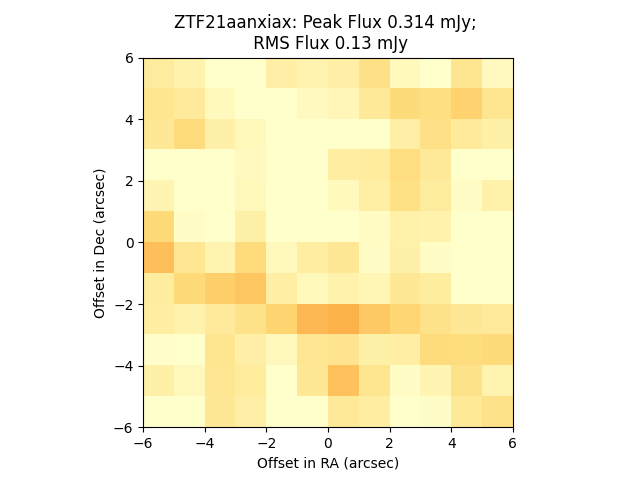 ZTF21aanxiax: Peak Flux 0.314 mJy;
RMS Flux 0.13 mJy
6
4
2
0
−2
−4
−6
Offset in Dec (arcsec)
−6 −4 −2 0 2 4 6
Offset in RA (arcsec)